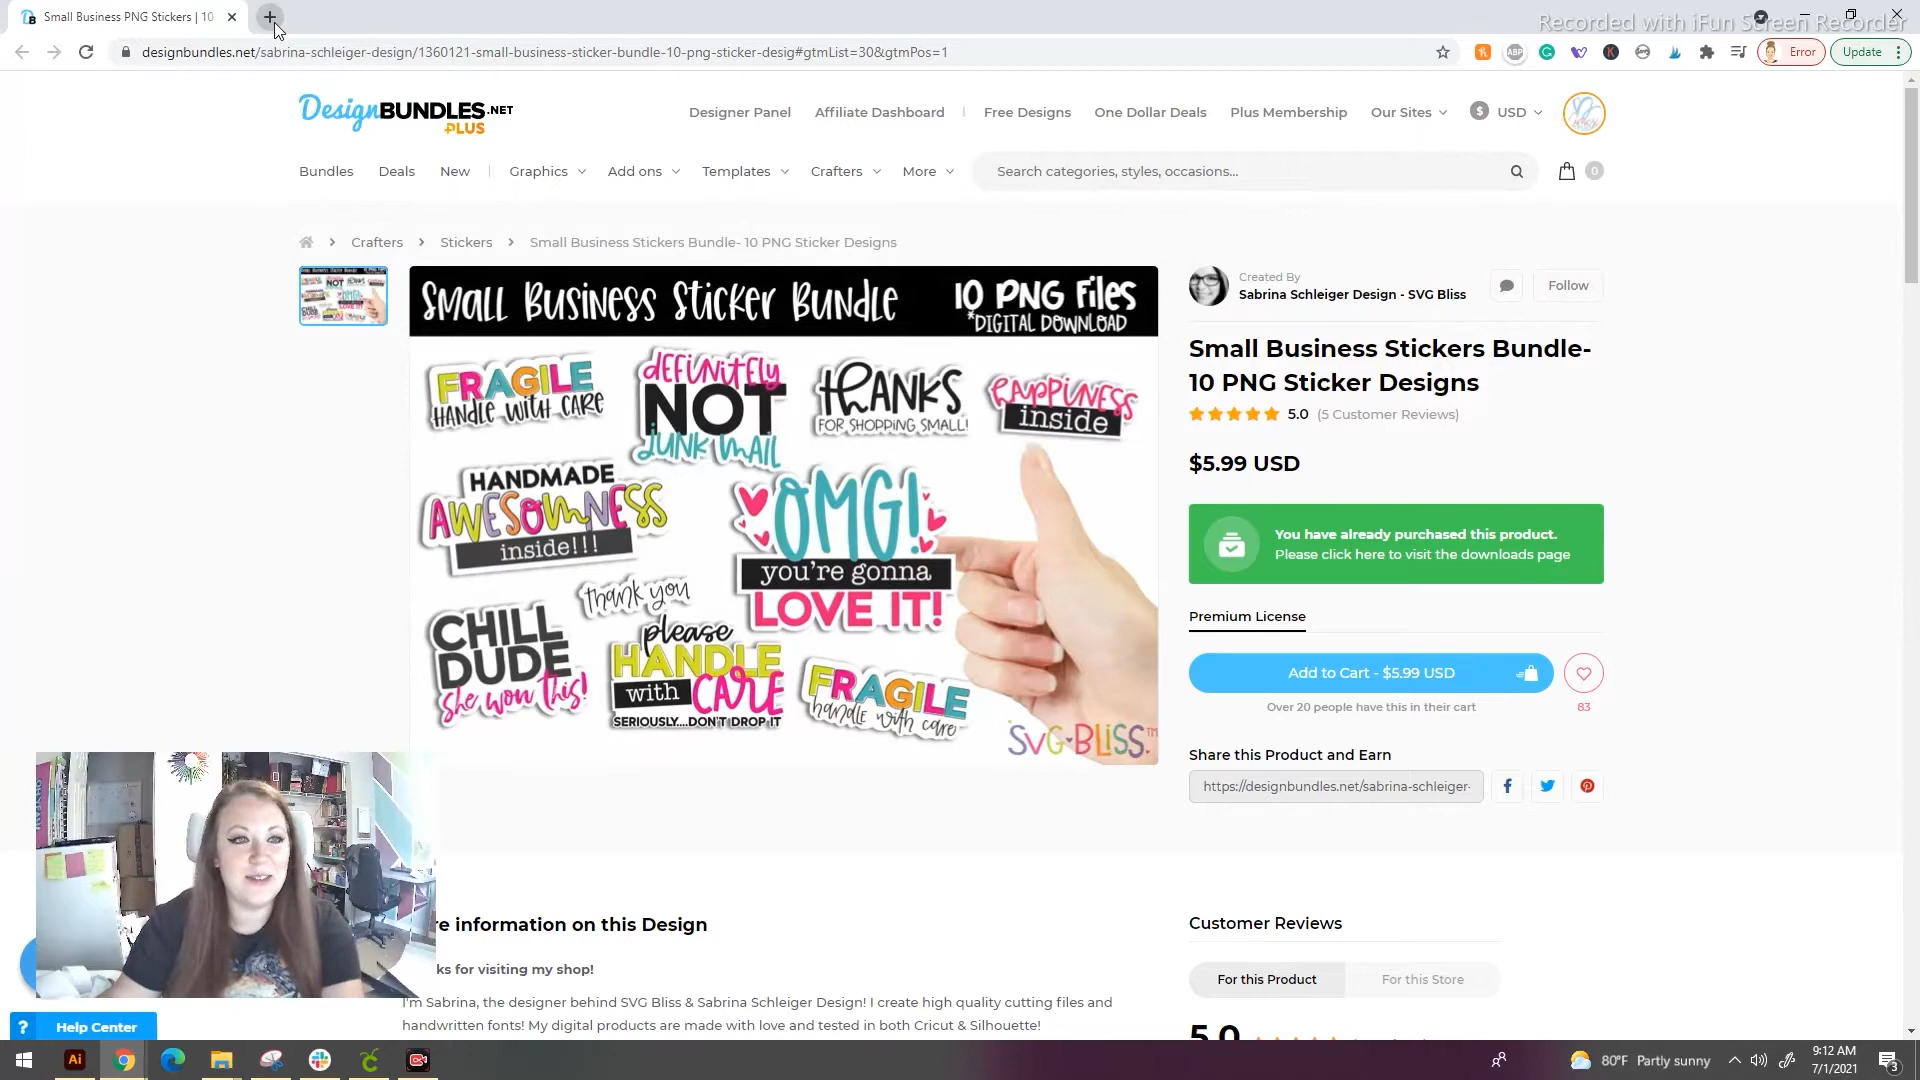 Small Business PNG Stickers | 10
Recorded with iFun Screen Recorder
designbundles.net/sabrina-schleiger-design/1360121-small-business-sticker-bundle-10-png-sticker-desig#gtmList=30&gtmPos=1
ABP
Error
Update
Design BUNDLES.NET
PLUS
Designer Panel
Affiliate Dashboard
Free Designs
One Dollar Deals
Plus Membership
Our Sites
$ USD
Bundles
Deals
New
Graphics
Add ons
Templates
Crafters
More
Search categories, styles, occasions...
0
Crafters
Stickers
Small Business Stickers Bundle- 10 PNG Sticker Designs
Small Business Sticker Bundle
10 PNG Files
*DIGITAL DOWNLOAD
FRAGILE
HANDLE WITH CARE
definitely
NOT
JUNK MAIL
THANKS
FOR SHOPPING SMALL!
HAPPINESS
inside
HANDMADE
AWESOMNESS
inside!!!
OMG!
you're gonna
LOVE IT!
CHILL
DUDE
she won this!
thank you
please
HANDLE
with CARE
SERIOUSLY....DON'T DROP IT
FRAGILE
handle with care
SVG·BLISS™
Created By
Sabrina Schleiger Design - SVG Bliss
Follow
Small Business Stickers Bundle-
10 PNG Sticker Designs
5.0 (5 Customer Reviews)
$5.99 USD
You have already purchased this product.
Please click here to visit the downloads page
Premium License
Add to Cart - $5.99 USD
Over 20 people have this in their cart
83
Share this Product and Earn
https://designbundles.net/sabrina-schleiger-
re information on this Design
ks for visiting my shop!
I'm Sabrina, the designer behind SVG Bliss & Sabrina Schleiger Design! I create high quality cutting files and
handwritten fonts! My digital products are made with love and tested in both Cricut & Silhouette!
Customer Reviews
For this Product
For this Store
5.0
? Help Center
Ai
80°F Partly sunny
9:12 AM
7/1/2021
3